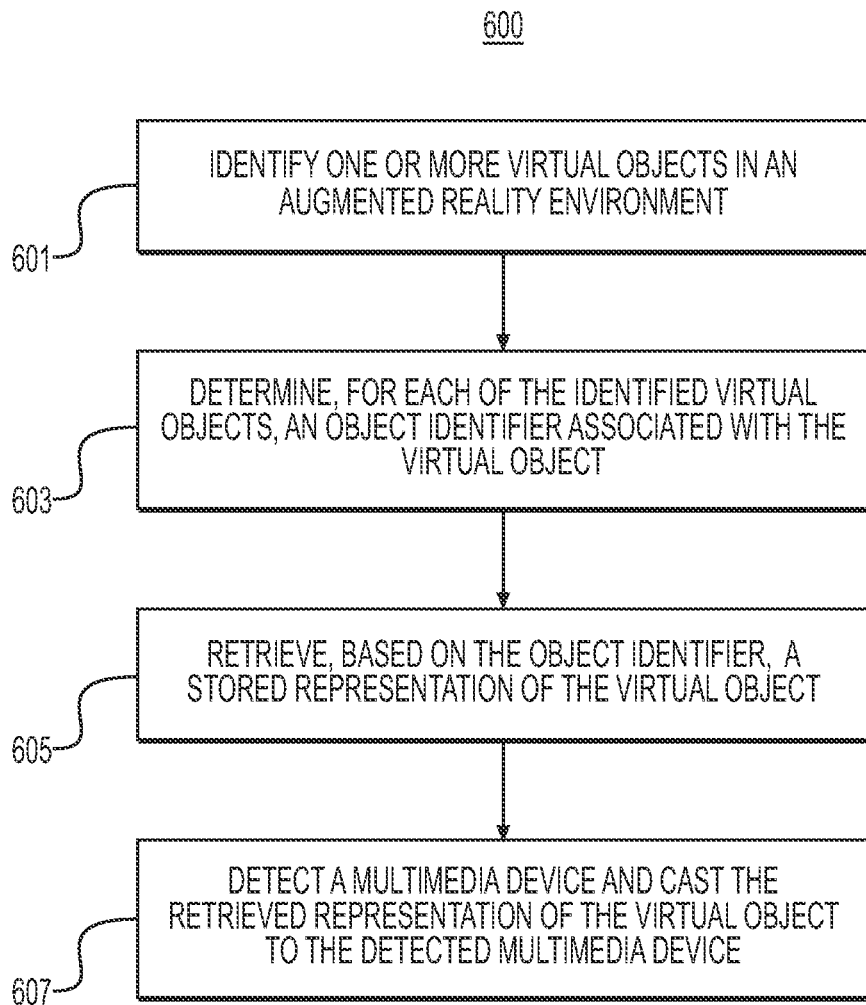 600
IDENTIFY ONE OR MORE VIRTUAL OBJECTS IN AN
AUGMENTED REALITY ENVIRONMENT
601
DETERMINE, FOR EACH OF THE IDENTIFIED VIRTUAL
OBJECTS, AN OBJECT IDENTIFIER ASSOCIATED WITH THE
VIRTUAL OBJECT
603
RETRIEVE, BASED ON THE OBJECT IDENTIFIER, A
STORED REPRESENTATION OF THE VIRTUAL OBJECT
605
DETECT A MULTIMEDIA DEVICE AND CAST THE
RETRIEVED REPRESENTATION OF THE VIRTUAL OBJECT
TO THE DETECTED MULTIMEDIA DEVICE
607